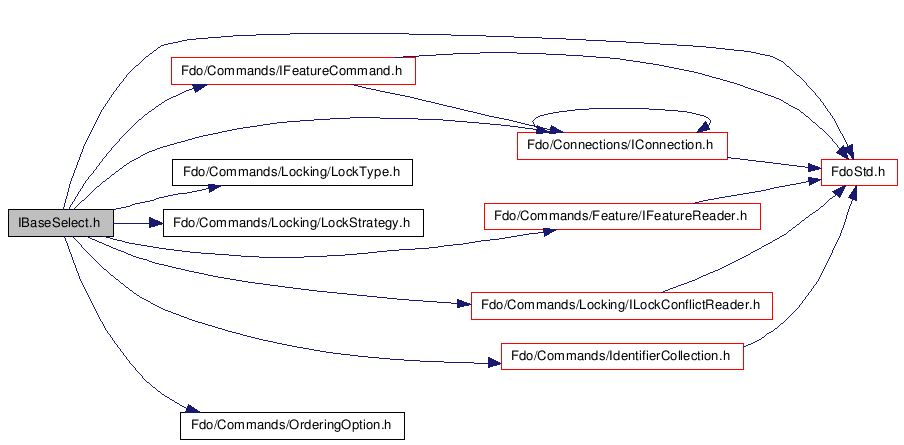 Fdo/Commands/IFeatureCommand.h
Fdo/Connections/IConnection.h
Fdo/Commands/Locking/LockType.h
FdoStd.h
IBaseSelect.h
Fdo/Commands/Locking/LockStrategy.h
Fdo/Commands/Feature/IFeatureReader.h
Fdo/Commands/Locking/ILockConflictReader.h
Fdo/Commands/IdentifierCollection.h
Fdo/Commands/OrderingOption.h